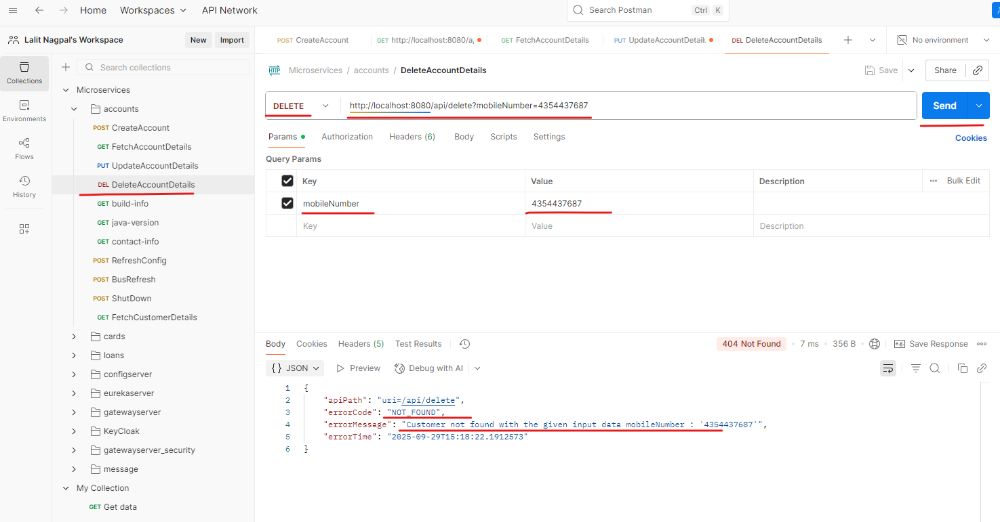 Home Workspaces API Network Search Postman Ctrl K
Lalit Nagpal's Workspace New Import
POST CreateAccount GET http://localhost:8080/a GET FetchAccountDetails PUT UpdateAccountDetails DEL DeleteAccountDetails No environment
Collections
Environments
Flows
History
Search collections
Microservices
accounts
POST CreateAccount
GET FetchAccountDetails
PUT UpdateAccountDetails
DEL DeleteAccountDetails
GET build-info
GET java-version
GET contact-info
POST RefreshConfig
POST BusRefresh
POST ShutDown
GET FetchCustomerDetails
cards
loans
configserver
eurekaserver
gatewayserver
KeyCloak
gatewayserver_security
message
My Collection
GET Get data
HTTP Microservices / accounts / DeleteAccountDetails Save Share
DELETE http://localhost:8080/api/delete?mobileNumber=4354437687 Send
Params Authorization Headers (6) Body Scripts Settings Cookies
Query Params
Key Value Description Bulk Edit
mobileNumber 4354437687
Key Value Description
Body Cookies Headers (5) Test Results 404 Not Found 7 ms 356 B e.g. Save Response
{} JSON Preview Debug with AI
1 {
2 "apiPath": "uri=/api/delete",
3 "errorCode": "NOT_FOUND",
4 "errorMessage": "Customer not found with the given input data mobileNumber : '4354437687'",
5 "errorTime": "2025-09-29T15:18:22.1912573"
6 }